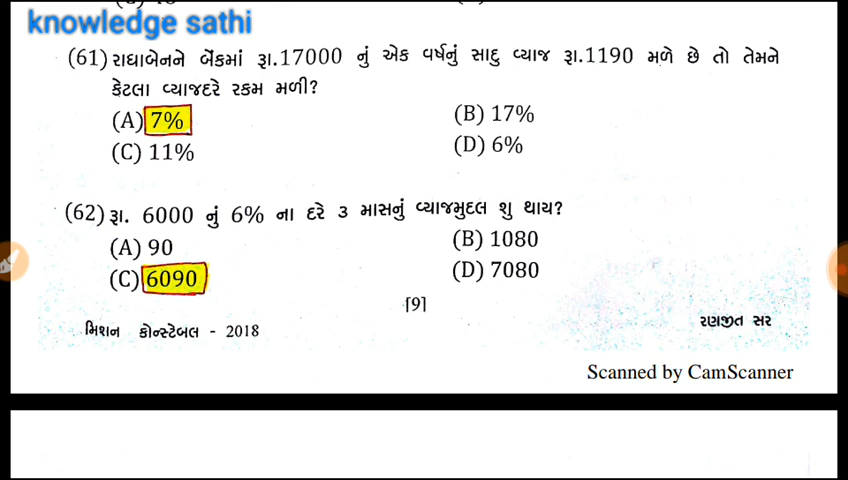 knowledge sathi
(61) રાધાબેનને બેંકમાં રૂા.17000 નું એક વર્ષનું સાદુ વ્યાજ રૂા.1190 મળે છે તો તેમને
કેટલા વ્યાજદરે રકમ મળી?
(A) 7%
(B) 17%
(C) 11%
(D) 6%
(62) રૂા. 6000 નું 6% ના દરે ૩ માસનું વ્યાજમુદલ શુ થાય?
(A) 90
(B) 1080
(C) 6090
(D) 7080
[9]
મિશન કોન્સ્ટેબલ - 2018
રણજીત સર
Scanned by CamScanner